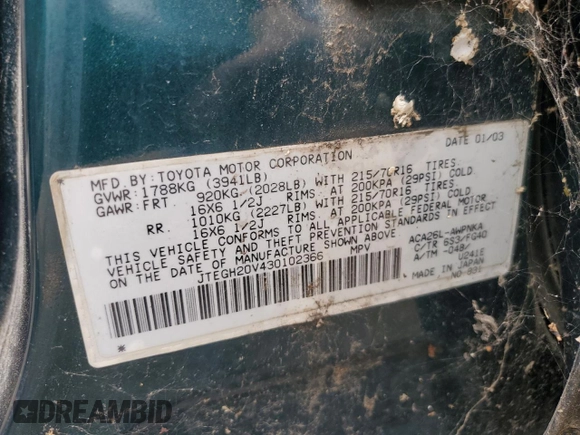 DATE 01/03
MFD.BY: TOYOTA MOTOR CORPORATION
GVWR: 1788KG (3941LB)
GAWR: FRT 920KG (2028LB) WITH 215/70R16 TIRES
16X6 1/2J RIMS AT 200KPA (29PSI) COLD
RR. 1010KG (2227LB) WITH 215/70R16 TIRES
16X6 1/2J RIMS AT 200KPA (29PSI) COLD
THIS VEHICLE CONFORMS TO ALL APPLICABLE FEDERAL MOTOR
VEHICLE SAFETY AND THEFT PREVENTION STANDARDS IN EFFECT
ON THE DATE OF MANUFACTURE SHOWN ABOVE.
JTEGH20V430102366 MPV
ACA26L-AWPNKA
C/TR 6S3/FQ40
A/TM -04B/ U241E
IN JAPAN
NO-891
DREAMBID